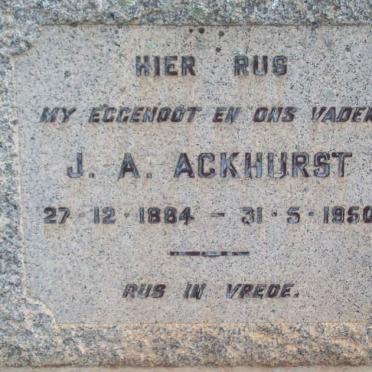 HIER RUS
MY EGGENOOT EN ONS VADER
J. A. ACKHURST
27·12·1884 – 31·5·1950
RUS IN VREDE.